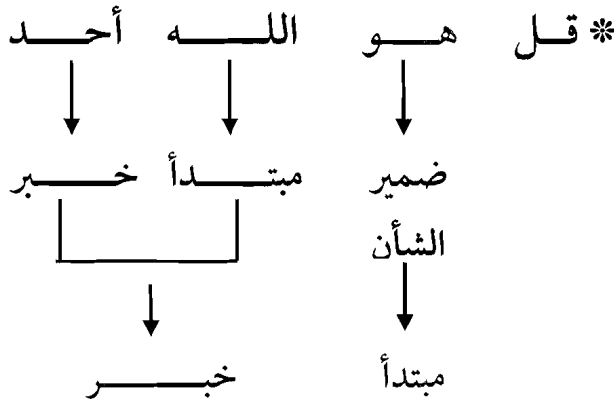 * قل هو الله أحد
ضمير مبتدأ خبر
الشأن
مبتدأ خبر